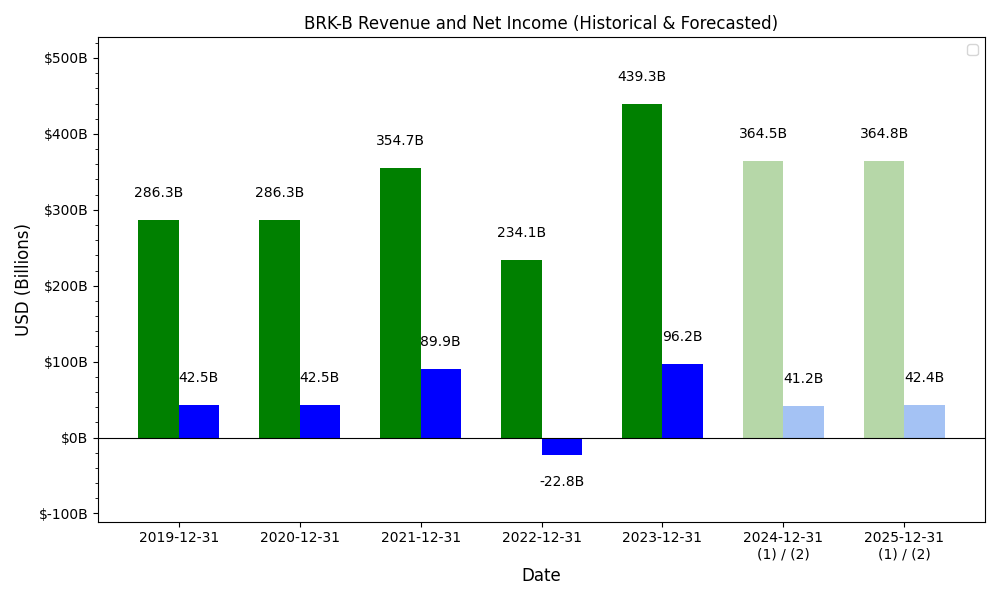 BRK-B Revenue and Net Income (Historical & Forecasted)
$500B
$400B
$300B
$200B
$100B
$0B
$-100B
USD (Billions)
286.3B
42.5B
286.3B
42.5B
354.7B
89.9B
234.1B
-22.8B
439.3B
96.2B
364.5B
41.2B
364.8B
42.4B
2019-12-31
2020-12-31
2021-12-31
2022-12-31
2023-12-31
2024-12-31
(1) / (2)
2025-12-31
(1) / (2)
Date